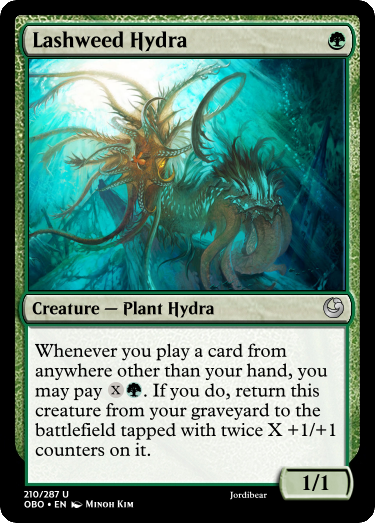 Lashweed Hydra
Creature — Plant Hydra
Whenever you play a card from
anywhere other than your hand, you
may pay X. If you do, return this
creature from your graveyard to the
battlefield tapped with twice X +1/+1
counters on it.
1/1
210/287 U
OBO • EN Minoh Kim
Jordibear